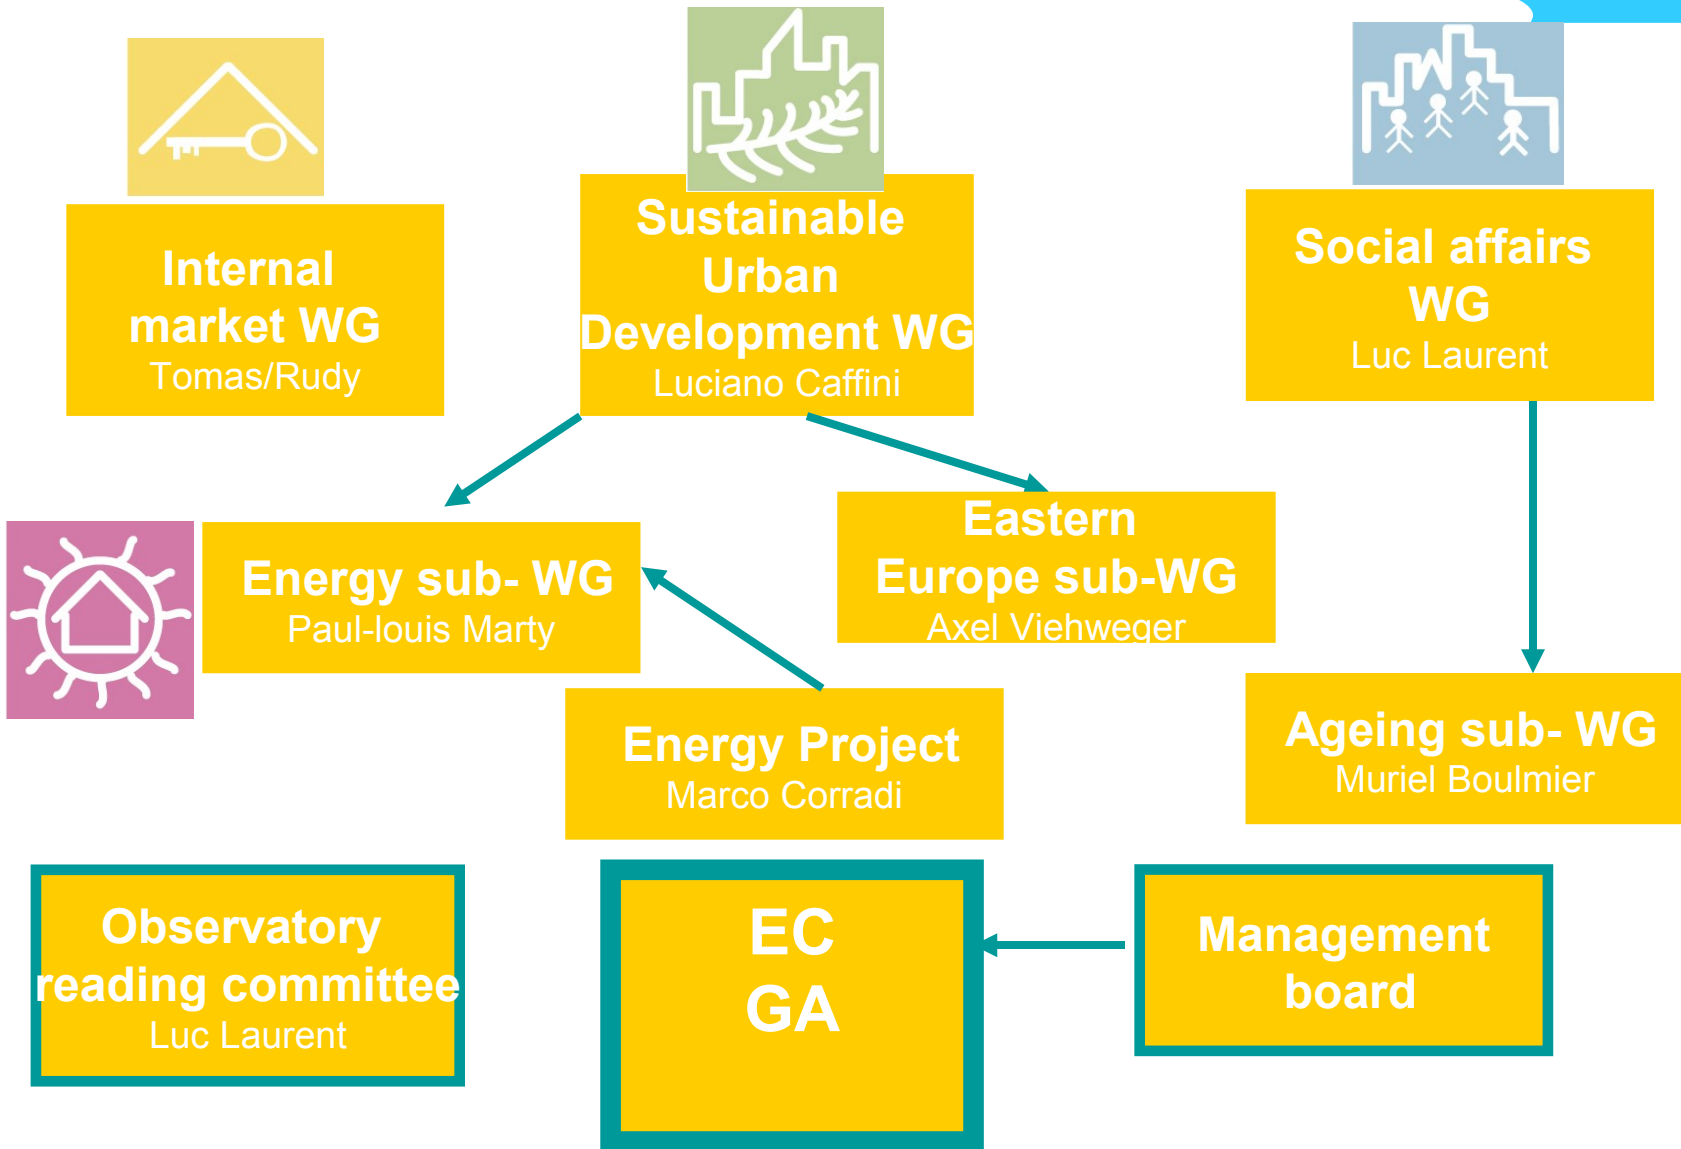 Internal
market WG
Tomas/Rudy
Sustainable
Urban
Development WG
Luciano Caffini
Social affairs
WG
Luc Laurent
Energy sub- WG
Paul-louis Marty
Eastern
Europe sub-WG
Axel Viehweger
Energy Project
Marco Corradi
Ageing sub- WG
Muriel Boulmier
Observatory
reading committee
Luc Laurent
EC
GA
Management
board